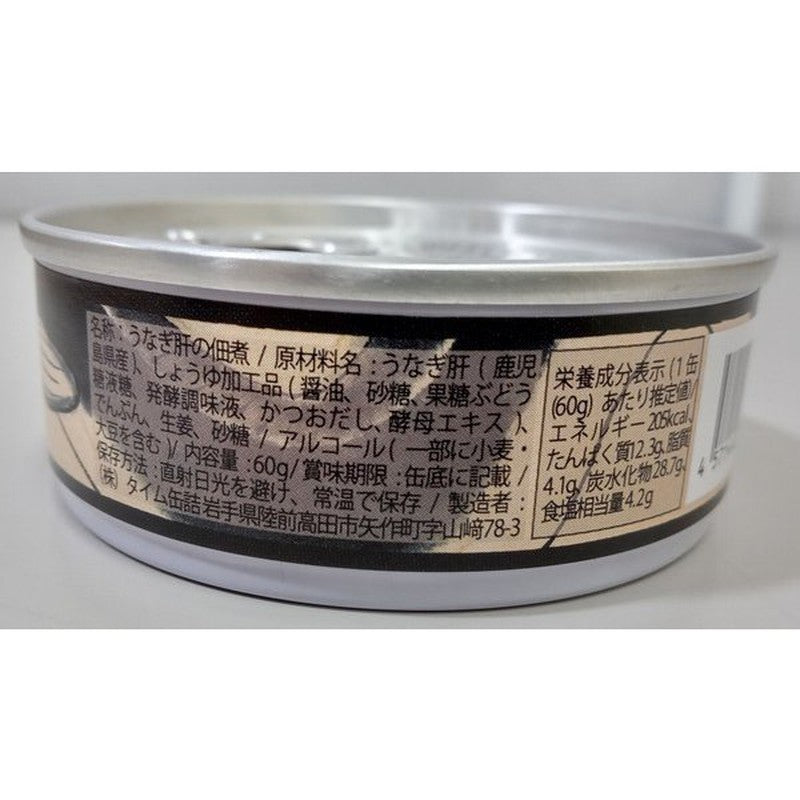 名称：うなぎ肝の佃煮 / 原材料名：うなぎ肝（鹿児
島県産）、しょうゆ加工品（醤油、砂糖、果糖ぶどう
糖液糖、発酵調味液、かつおだし、酵母エキス）、
でんぷん、生姜、砂糖 / アルコール（一部に小麦・
大豆を含む）/ 内容量：60g / 賞味期限：缶底に記載 /
保存方法：直射日光を避け、常温で保存 / 製造者：
（株）タイム缶詰岩手県陸前高田市矢作町字山﨑78-3
栄養成分表示（1缶
(60g) あたり推定値）
エネルギー205kcal、
たんぱく質12.3g、脂質
4.1g、炭水化物28.7g、
食塩相当量4.2g